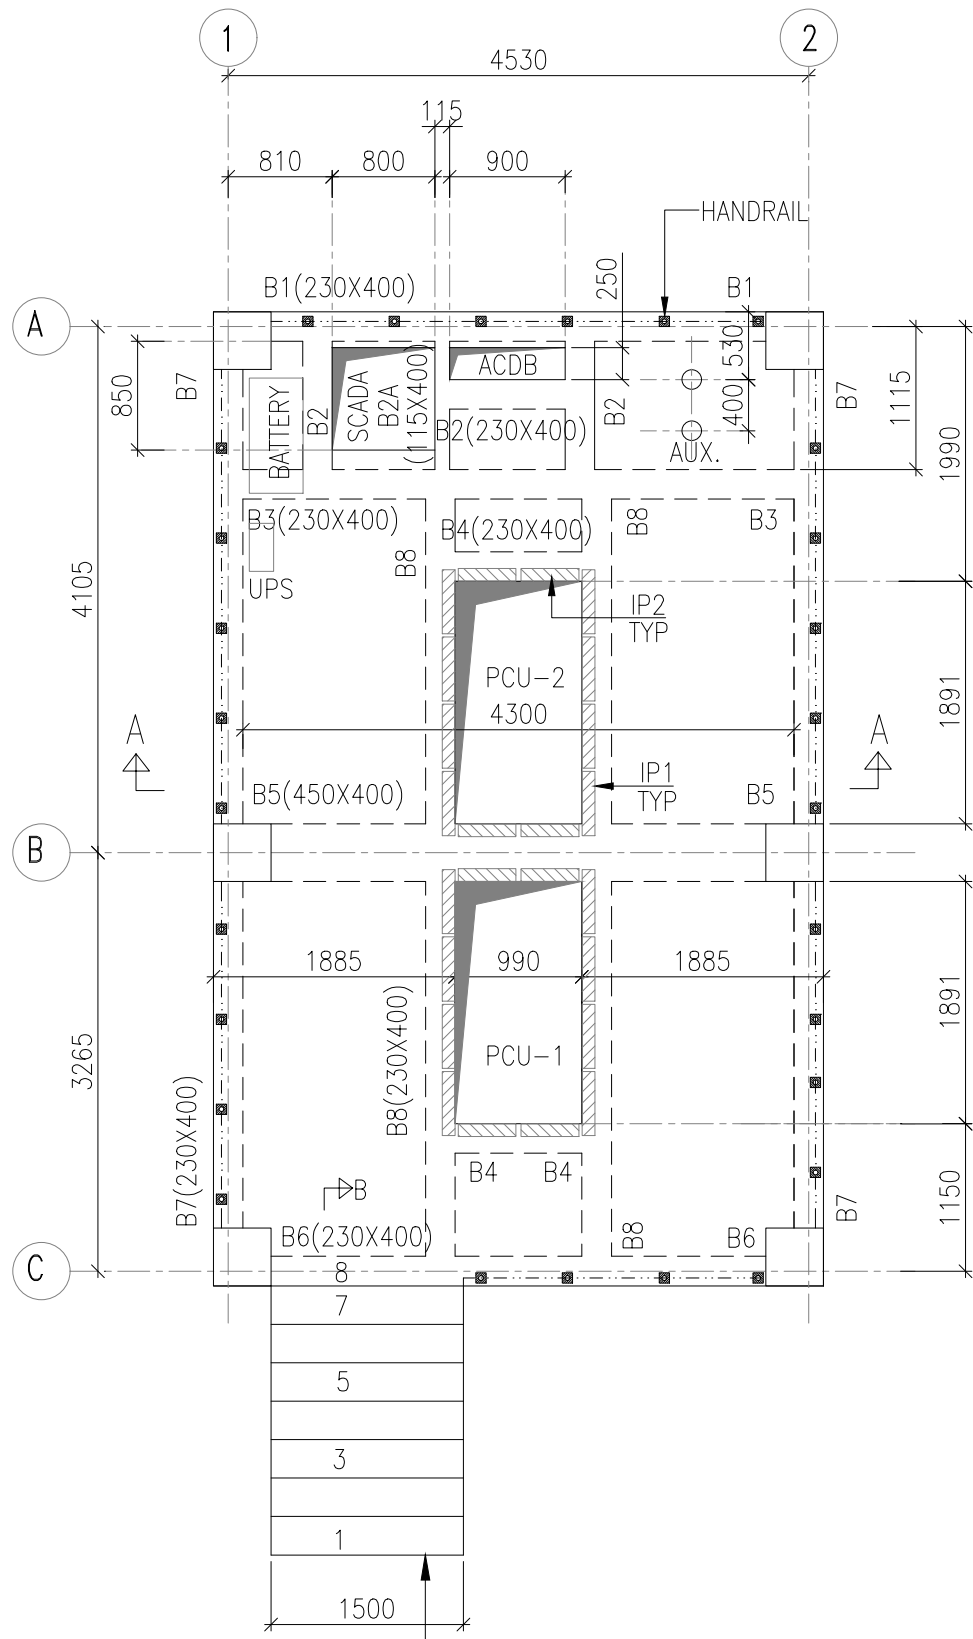 1
2
4530
115
810
800
900
HANDRAIL
250
B1(230X400)
B1
A
B7
850
BATTERY
B2
SCADA
B2A
(115X400)
ACDB
B2(230X400)
B2
530
400
AUX.
B7
1115
1990
B3(230X400)
B4(230X400)
B8
B3
B8
UPS
4105
IP2
TYP
PCU-2
4300
1891
A
A
B5(450X400)
IP1
TYP
B5
B
1885
990
1885
1891
B8(230X400)
PCU-1
3265
B7(230X400)
B4
B4
B
B6(230X400)
B8
B6
B7
1150
C
8
7
5
3
1
1500